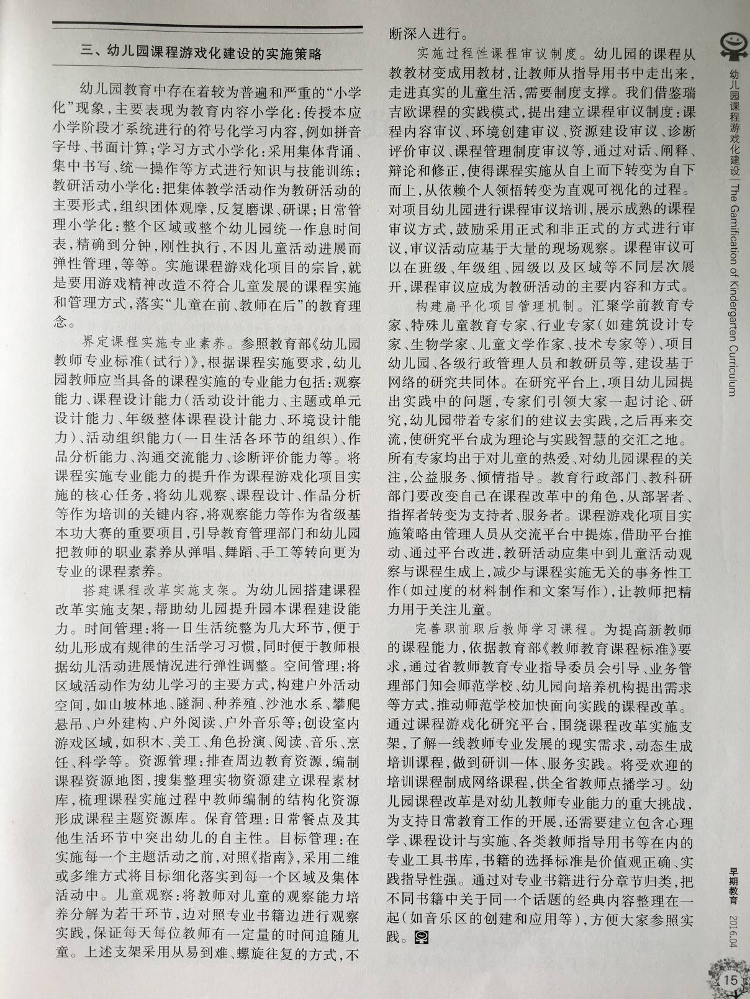 三、幼儿园课程游戏化建设的实施策略
幼儿园教育中存在着较为普遍和严重的“小学
化”现象,主要表现为教育内容小学化:传授本应
小学阶段才系统进行的符号化学习内容,例如拼音
字母、书面计算;学习方式小学化:采用集体背诵、
集中书写、统一操作等方式进行知识与技能训练;
教研活动小学化:把集体教学活动作为教研活动的
主要形式,组织团体观摩,反复磨课、研课;日常管
理小学化:整个区域或整个幼儿园统一作息时间
表,精确到分钟,刚性执行,不因儿童活动进展而
弹性管理,等等。实施课程游戏化项目的宗旨,就
是要用游戏精神改造不符合儿童发展的课程实施
和管理方式,落实“儿童在前、教师在后”的教育理
念。
界定课程实施专业素养。参照教育部《幼儿园
教师专业标准(试行)》,根据课程实施要求,幼儿
园教师应当具备的课程实施的专业能力包括:观察
能力、课程设计能力(活动设计能力、主题或单元
设计能力、年级整体课程设计能力、环境设计能
力)、活动组织能力(一日生活各环节的组织)、作
品分析能力、沟通交流能力、诊断评价能力等。将
课程实施专业能力的提升作为课程游戏化项目实
施的核心任务,将幼儿观察、课程设计、作品分析
等作为培训的关键内容,将观察能力等作为省级基
本功大赛的重要项目,引导教育管理部门和幼儿园
把教师的职业素养从弹唱、舞蹈、手工等转向更为
专业的课程素养。
搭建课程改革实施支架。为幼儿园搭建课程
改革实施支架,帮助幼儿园提升园本课程建设能
力。时间管理:将一日生活统整为几大环节,便于
幼儿形成有规律的生活学习习惯,同时便于教师根
据幼儿活动进展情况进行弹性调整。空间管理:将
区域活动作为幼儿学习的主要方式,构建户外活动
空间,如山坡林地、隧洞、种养殖、沙池水系、攀爬
悬吊、户外建构、户外阅读、户外音乐等;创设室内
游戏区域,如积木、美工、角色扮演、阅读、音乐、烹
饪、科学等。资源管理:排查周边教育资源,编制
课程资源地图,搜集整理实物资源建立课程素材
库,梳理课程实施过程中教师编制的结构化资源
形成课程主题资源库。保育管理:日常餐点及其
他生活环节中突出幼儿的自主性。目标管理:在
实施每一个主题活动之前,对照《指南》,采用二维
或多维方式将目标细化落实到每一个区域及集体
活动中。儿童观察:将教师对儿童的观察能力培
养分解为若干环节,边对照专业书籍边进行观察
实践,保证每天每位教师有一定量的时间追随儿
童。上述支架采用从易到难、螺旋往复的方式,不
断深入进行。
实施过程性课程审议制度。幼儿园的课程从
教教材变成用教材,让教师从指导用书中走出来,
走进真实的儿童生活,需要制度支撑。我们借鉴瑞
吉欧课程的实践模式,提出建立课程审议制度:课
程内容审议、环境创建审议、资源建设审议、诊断
评价审议、课程管理制度审议等,通过对话、阐释、
辩论和修正,使得课程实施从自上而下转变为自下
而上,从依赖个人领悟转变为直观可视化的过程。
对项目幼儿园进行课程审议培训,展示成熟的课程
审议方式,鼓励采用正式和非正式的方式进行审
议,审议活动应基于大量的现场观察。课程审议可
以在班级、年级组、园级以及区域等不同层次展
开,课程审议应成为教研活动的主要内容和方式。
构建扁平化项目管理机制。汇聚学前教育专
家、特殊儿童教育专家、行业专家(如建筑设计专
家、生物学家、儿童文学作家、技术专家等)、项目
幼儿园、各级行政管理人员和教研员等,建设基于
网络的研究共同体。在研究平台上,项目幼儿园提
出实践中的问题,专家们引领大家一起讨论、研
究,幼儿园带着专家们的建议去实践,之后再来交
流,使研究平台成为理论与实践智慧的交汇之地。
所有专家均出于对儿童的热爱、对幼儿园课程的关
注,公益服务、倾情指导。教育行政部门、教科研
部门要改变自己在课程改革中的角色,从部署者、
指挥者转变为支持者、服务者。课程游戏化项目实
施策略由管理人员从交流平台中提炼,借助平台推
动、通过平台改进,教研活动应集中到儿童活动观
察与课程生成上,减少与课程实施无关的事务性工
作(如过度的材料制作和文案写作),让教师把精
力用于关注儿童。
完善职前职后教师学习课程。为提高新教师
的课程能力,依据教育部《教师教育课程标准》要
求,通过省教师教育专业指导委员会引导、业务管
理部门知会师范学校、幼儿园向培养机构提出需求
等方式,推动师范学校加快面向实践的课程改革。
通过课程游戏化研究平台,围绕课程改革实施支
架,了解一线教师专业发展的现实需求,动态生成
培训课程,做到研训一体、服务实践。将受欢迎的
培训课程制成网络课程,供全省教师点播学习。幼
儿园课程改革是对幼儿教师专业能力的重大挑战,
为支持日常教育工作的开展,还需要建立包含心理
学、课程设计与实施、各类教师指导用书等在内的
专业工具书库,书籍的选择标准是价值观正确、实
践指导性强。通过对专业书籍进行分章节归类,把
不同书籍中关于同一个话题的经典内容整理在一
起(如音乐区的创建和应用等),方便大家参照实
践。
幼儿园课程游戏化建设 | The Gamification of Kindergarten Curriculum
早期教育 2016.04
15